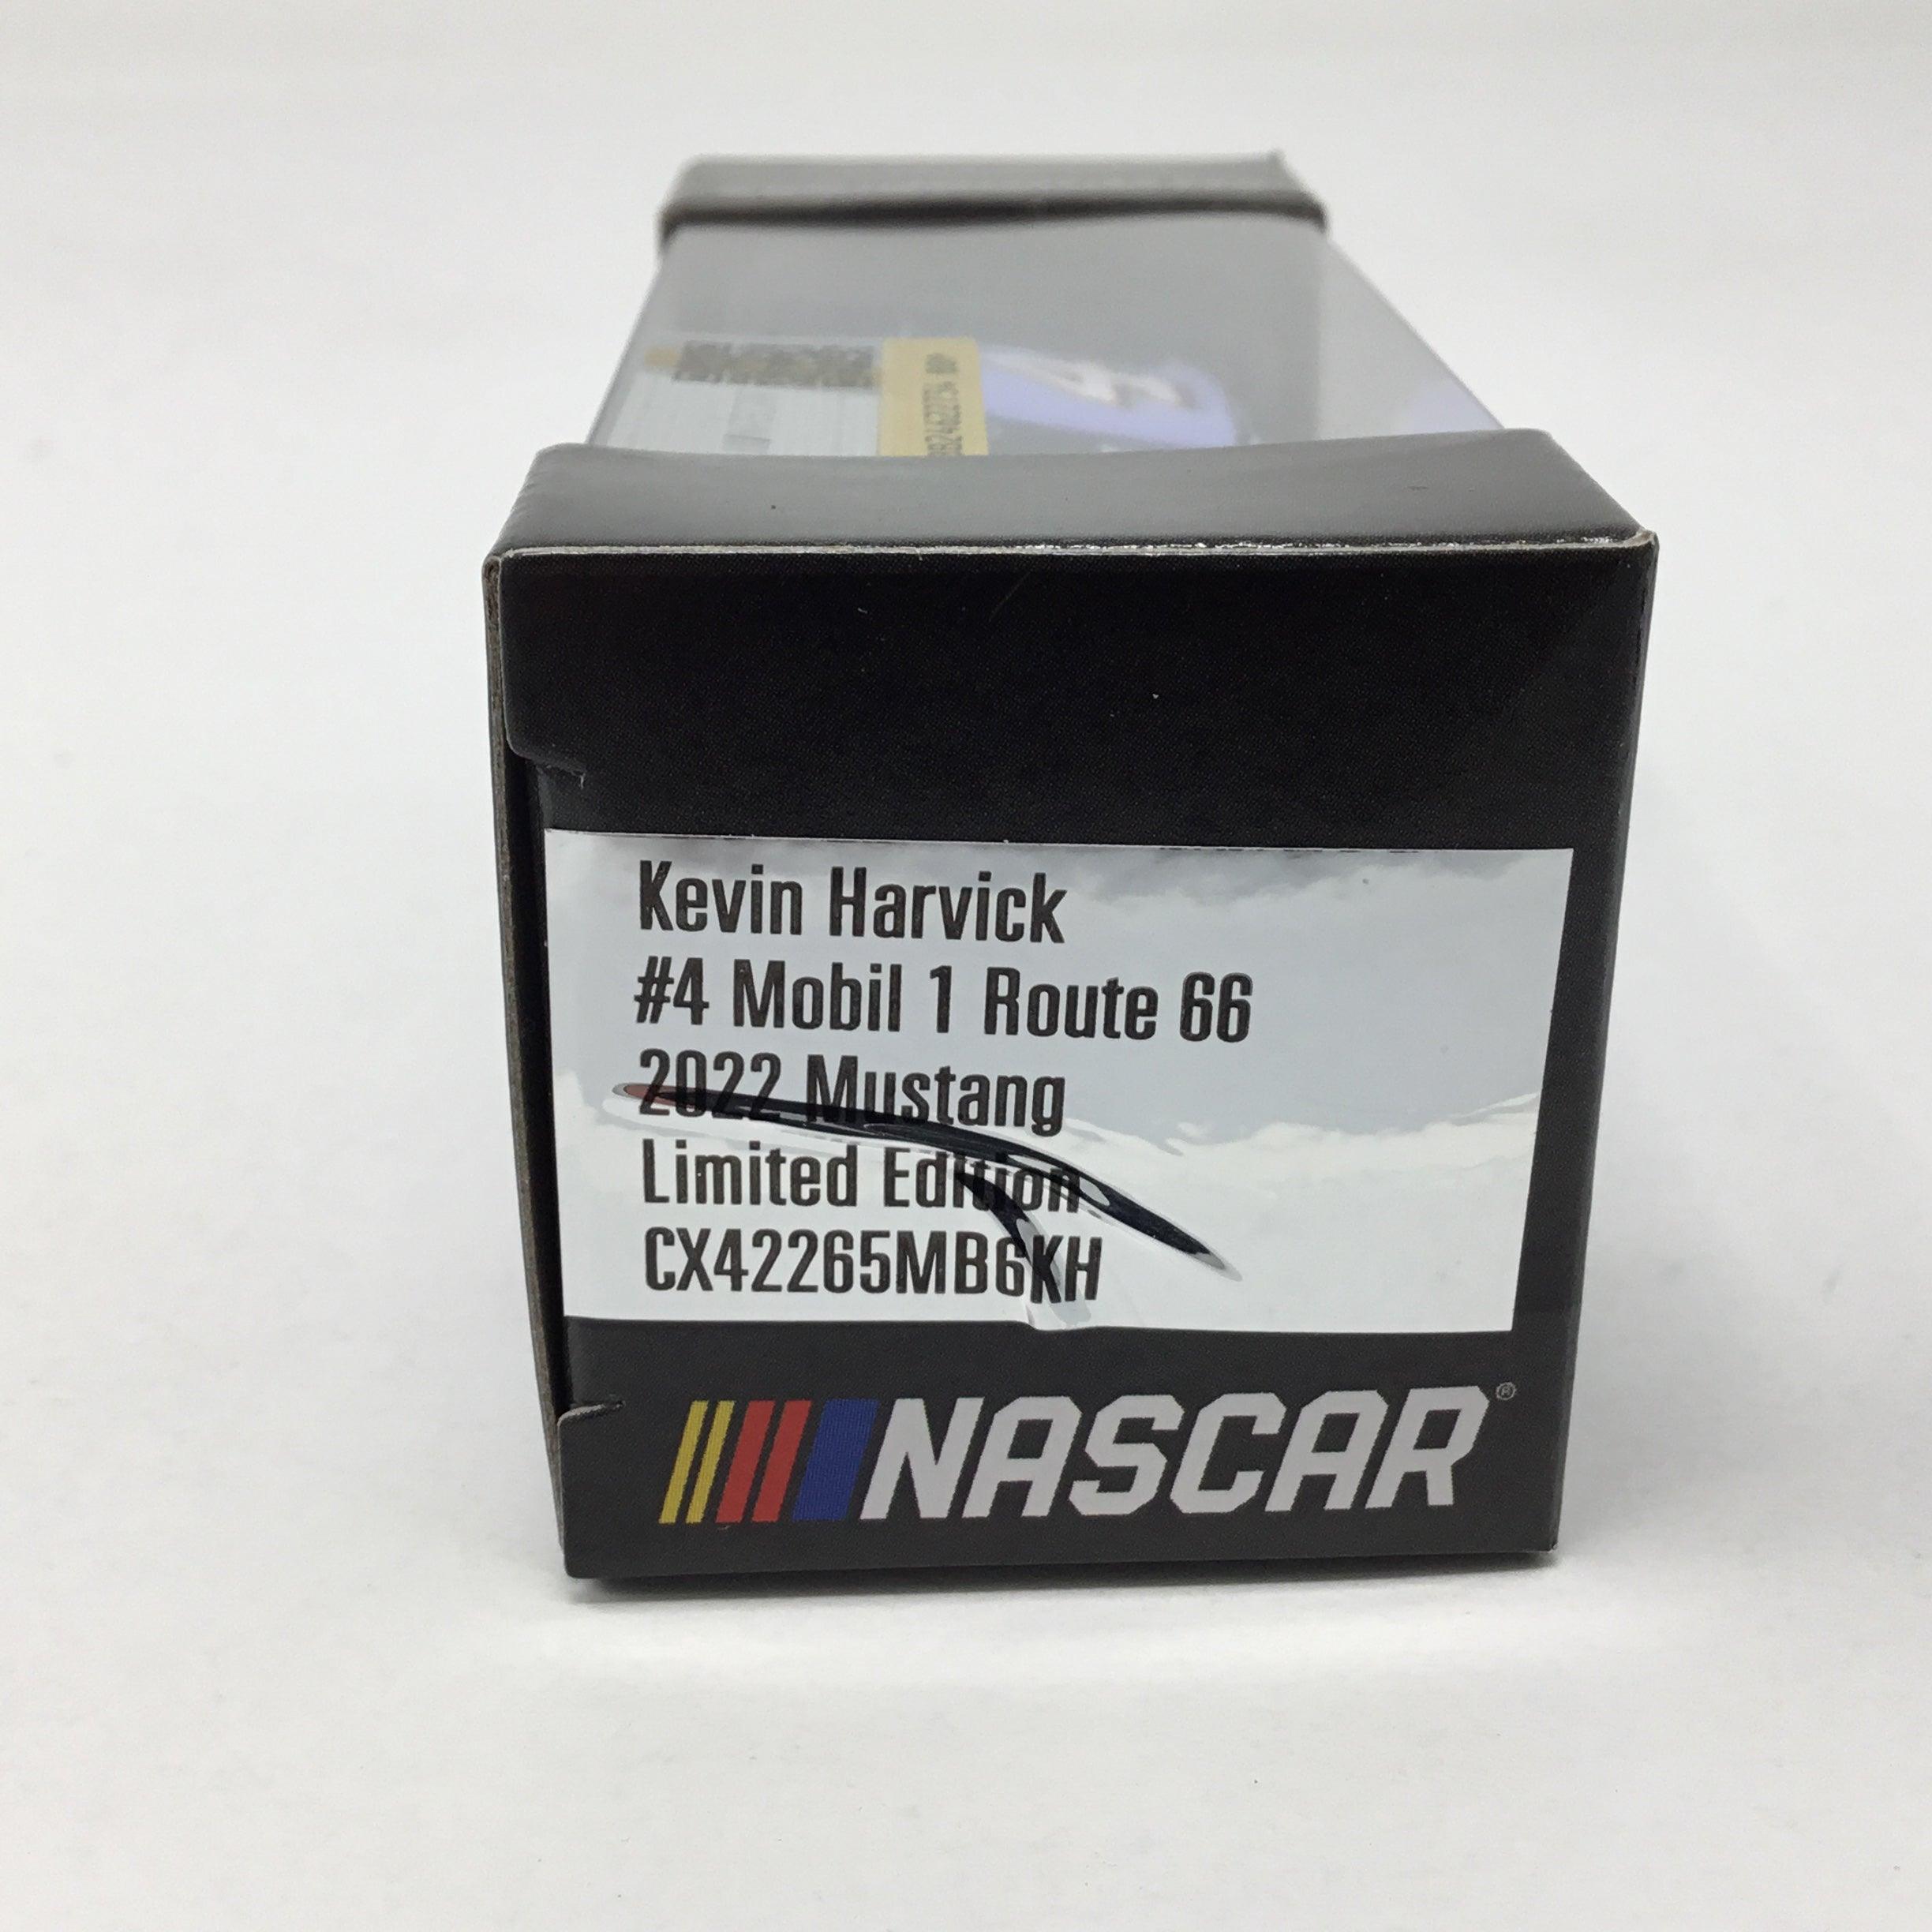 Kevin Harvick
#4 Mobil 1 Route 66
2022 Mustang
Limited Edition
CX42265MB6KH
NASCAR®